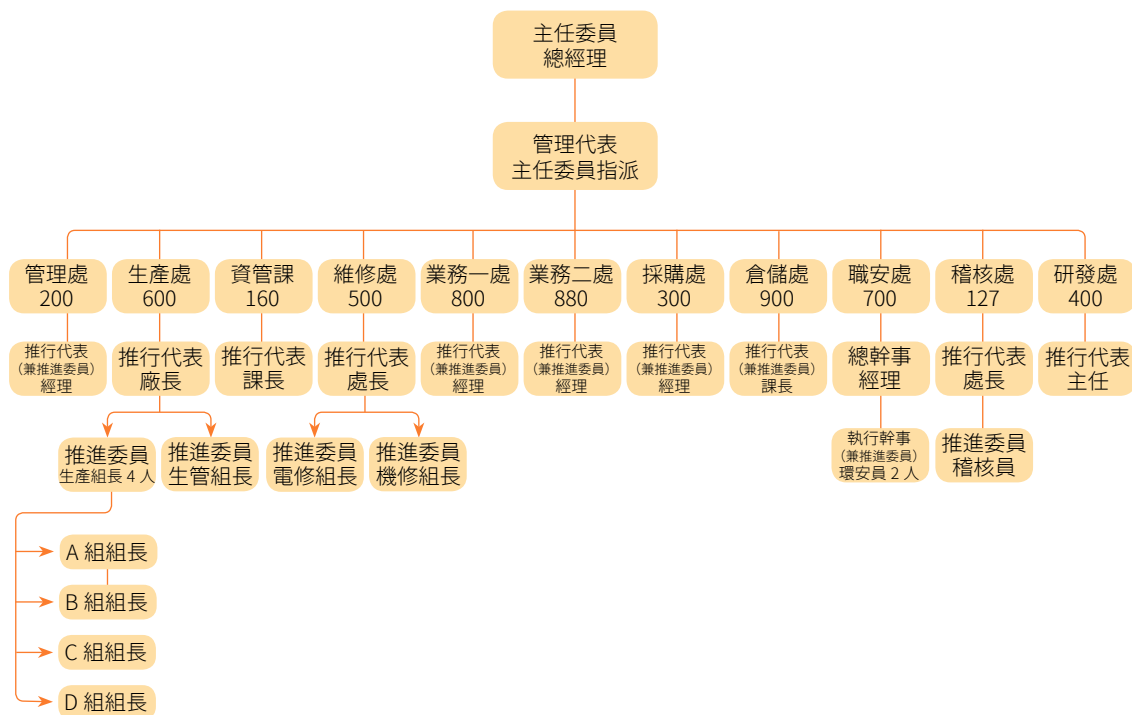 主任委員
總經理
管理代表
主任委員指派
管理處
200
生產處
600
資管課
160
維修處
500
業務一處
800
業務二處
880
採購處
300
倉儲處
900
職安處
700
稽核處
127
研發處
400
推行代表
(兼推進委員)
經理
推行代表
廠長
推行代表
課長
推行代表
處長
推行代表
(兼推進委員)
經理
推行代表
(兼推進委員)
經理
推行代表
(兼推進委員)
經理
推行代表
(兼推進委員)
課長
總幹事
經理
推行代表
處長
推行代表
主任
推進委員
生產組長 4 人
推進委員
生管組長
推進委員
電修組長
推進委員
機修組長
執行幹事
(兼推進委員)
環安員 2 人
推進委員
稽核員
A 組組長
B 組組長
C 組組長
D 組組長